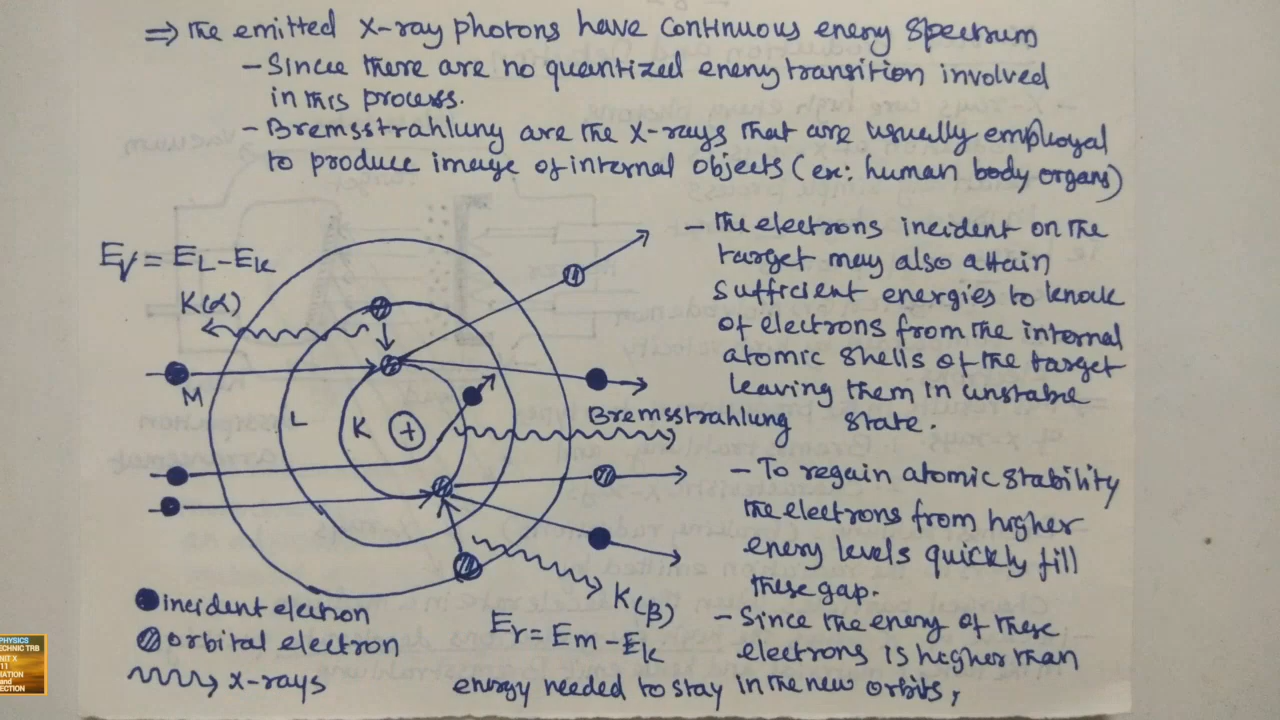 ⇒ The emitted X-ray photons have continuous energy spectrum
- Since there are no quantized energy transition involved
in this process.
- Bremsstrahlung are the X-rays that are usually employed
to produce image of internal objects (ex: human body organs)
- The electrons incident on the
target may also attain
sufficient energies to knock
of electrons from the internal
atomic shells of the target
leaving them in unstable
state.
Eγ = EL - EK
K(α)
M
L
K
+
Bremsstrahlung
- To regain atomic stability
the electrons from higher
energy levels quickly fill
these gap.
K(β)
Er = Em - Ek
incident electron
orbital electron
x-rays
- Since the energy of these
electrons is higher than
energy needed to stay in the new orbits,
PHYSICS